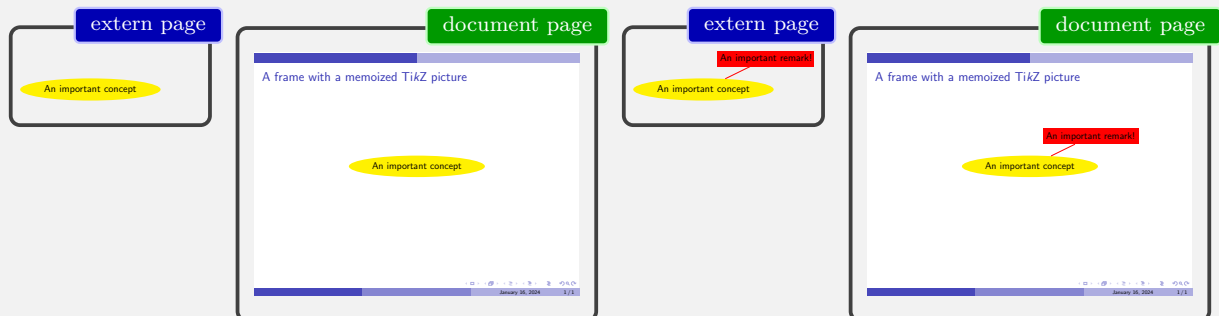 extern page
An important concept
document page
A frame with a memoized TikZ picture
An important concept
January 16, 2024 1 / 1
extern page
An important remark!
An important concept
document page
A frame with a memoized TikZ picture
An important remark!
An important concept
January 16, 2024 1 / 1